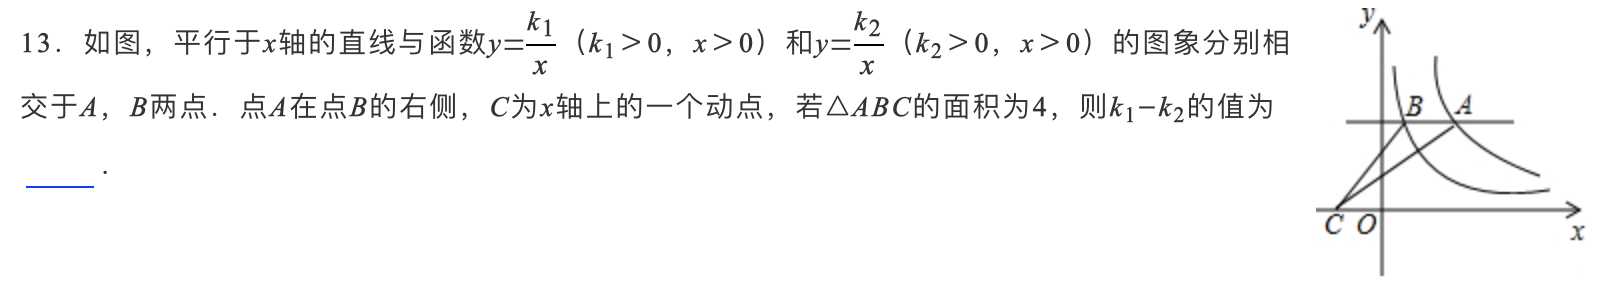 13．如图，平行于x轴的直线与函数y=k₁/x（k₁>0，x>0）和y=k₂/x（k₂>0，x>0）的图象分别相
交于A，B两点．点A在点B的右侧，C为x轴上的一个动点，若△ABC的面积为4，则k₁−k₂的值为
____．
y
B A
C O x